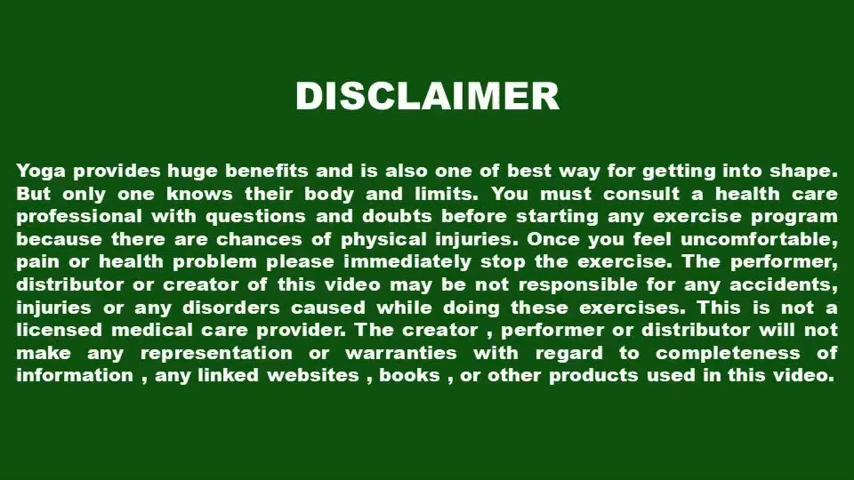 DISCLAIMER
Yoga provides huge benefits and is also one of best way for getting into shape.
But only one knows their body and limits. You must consult a health care
professional with questions and doubts before starting any exercise program
because there are chances of physical injuries. Once you feel uncomfortable,
pain or health problem please immediately stop the exercise. The performer,
distributor or creator of this video may be not responsible for any accidents,
injuries or any disorders caused while doing these exercises. This is not a
licensed medical care provider. The creator , performer or distributor will not
make any representation or warranties with regard to completeness of
information , any linked websites , books , or other products used in this video.